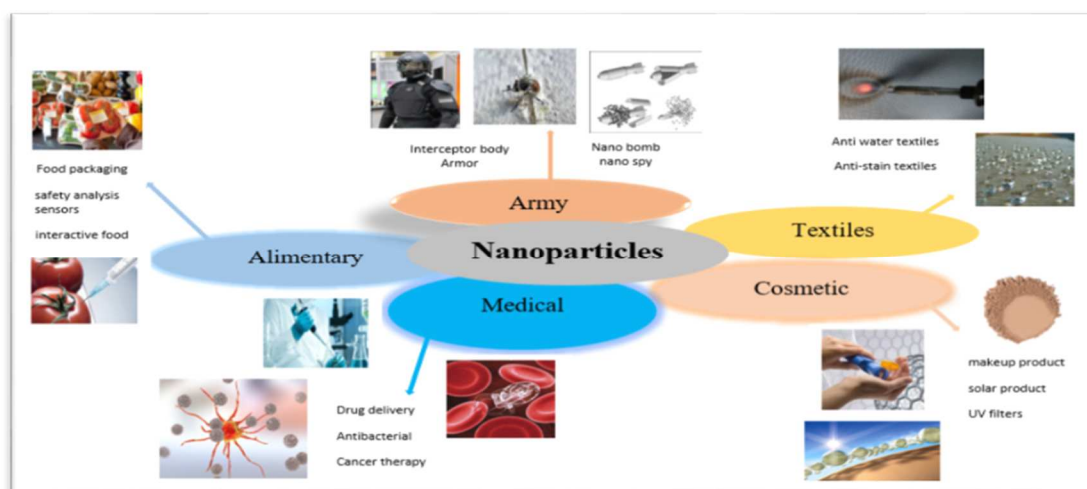 Interceptor body
Armor
Nano bomb
nano spy
Anti water textiles
Anti-stain textiles
Food packaging
safety analysis
sensors
interactive food
Army
Textiles
Nanoparticles
Alimentary
Medical
Cosmetic
makeup product
solar product
UV filters
Drug delivery
Antibacterial
Cancer therapy